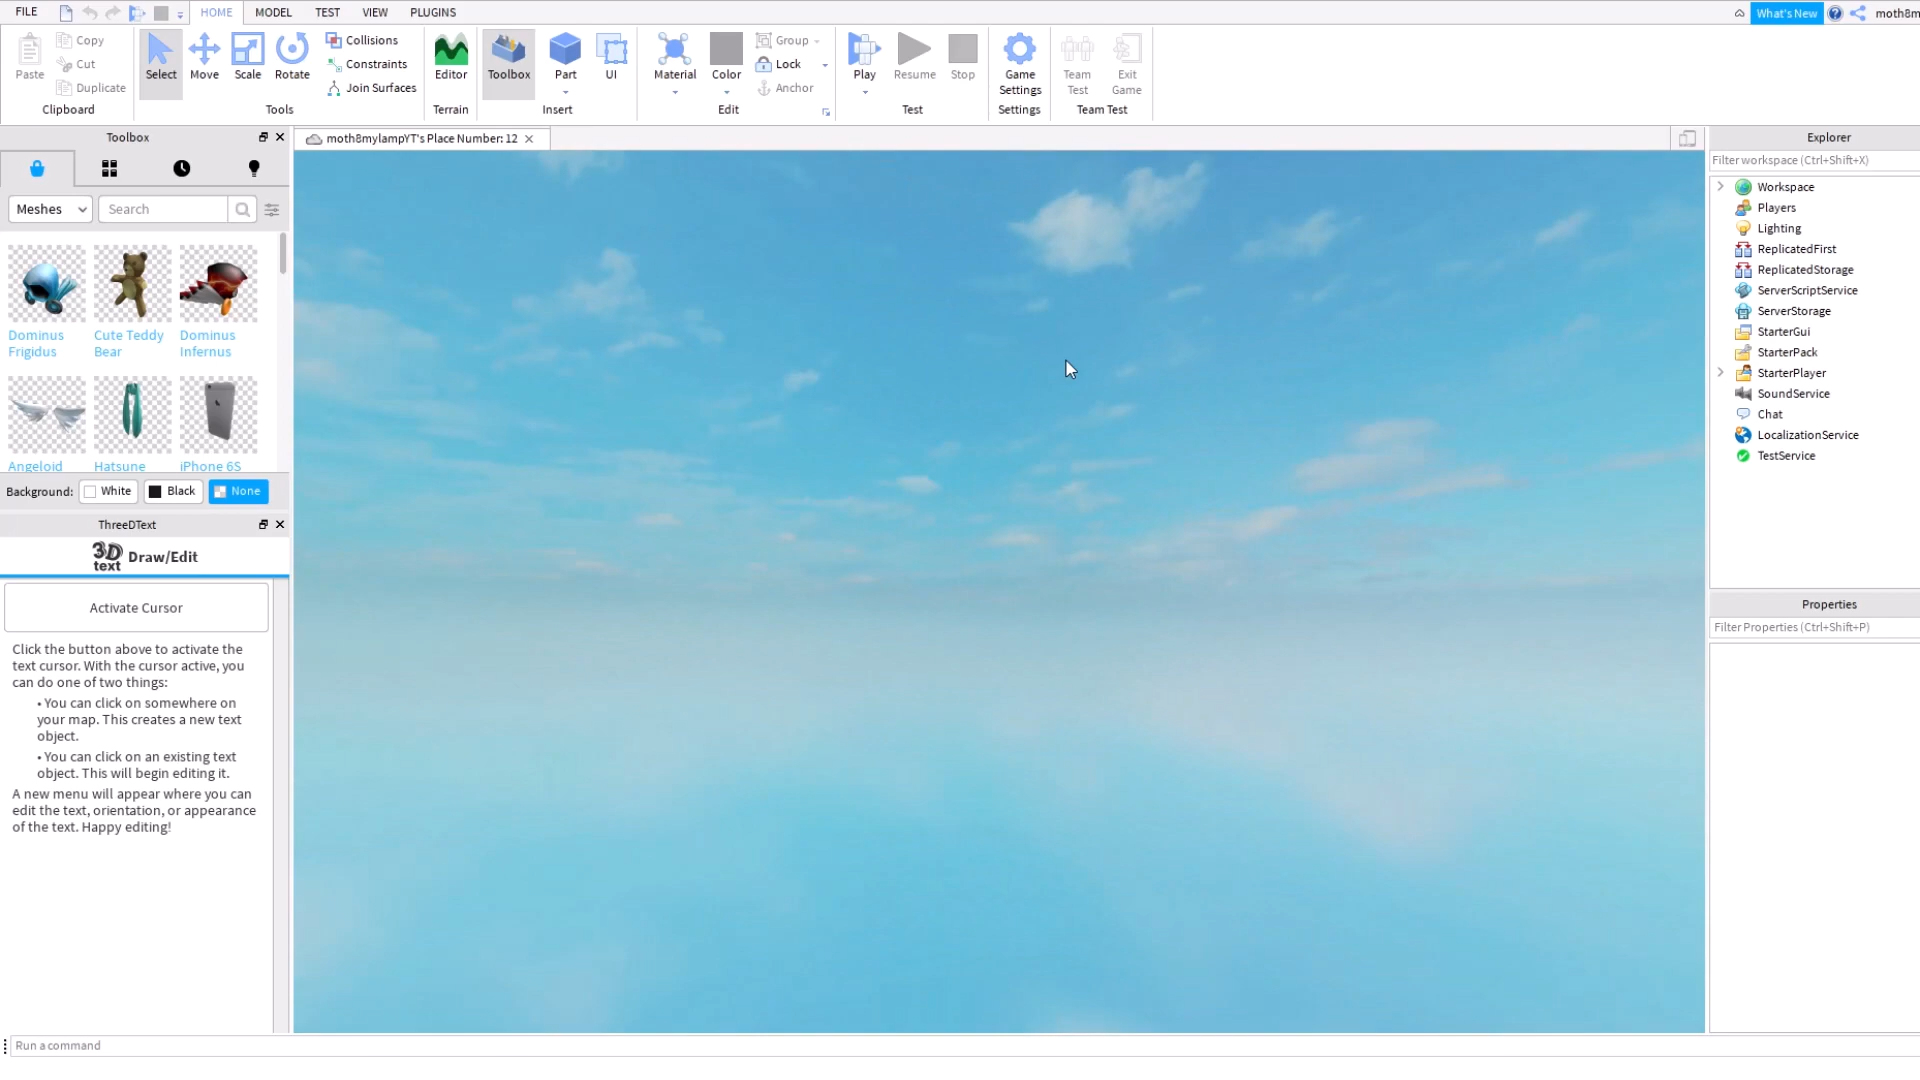 FILE HOME MODEL TEST VIEW PLUGINS What's New moth8m
Paste Copy Cut Duplicate Clipboard
Select Move Scale Rotate Collisions Constraints Join Surfaces Tools
Editor Terrain
Toolbox Part UI Insert
Material Color Group Lock Anchor Edit
Play Resume Stop Test
Game Settings Settings
Team Test Exit Game Team Test
Toolbox
moth8mylampYT's Place Number: 12
Meshes Search
Dominus Frigidus
Cute Teddy Bear
Dominus Infernus
Angeloid Hatsune iPhone 6S
Background: White Black None
ThreeDText
3D text Draw/Edit
Activate Cursor
Click the button above to activate the
text cursor. With the cursor active, you
can do one of two things:
• You can click on somewhere on
your map. This creates a new text
object.
• You can click on an existing text
object. This will begin editing it.
A new menu will appear where you can
edit the text, orientation, or appearance
of the text. Happy editing!
Run a command
Explorer
Filter workspace (Ctrl+Shift+X)
Workspace
Players
Lighting
ReplicatedFirst
ReplicatedStorage
ServerScriptService
ServerStorage
StarterGui
StarterPack
StarterPlayer
SoundService
Chat
LocalizationService
TestService
Properties
Filter Properties (Ctrl+Shift+P)